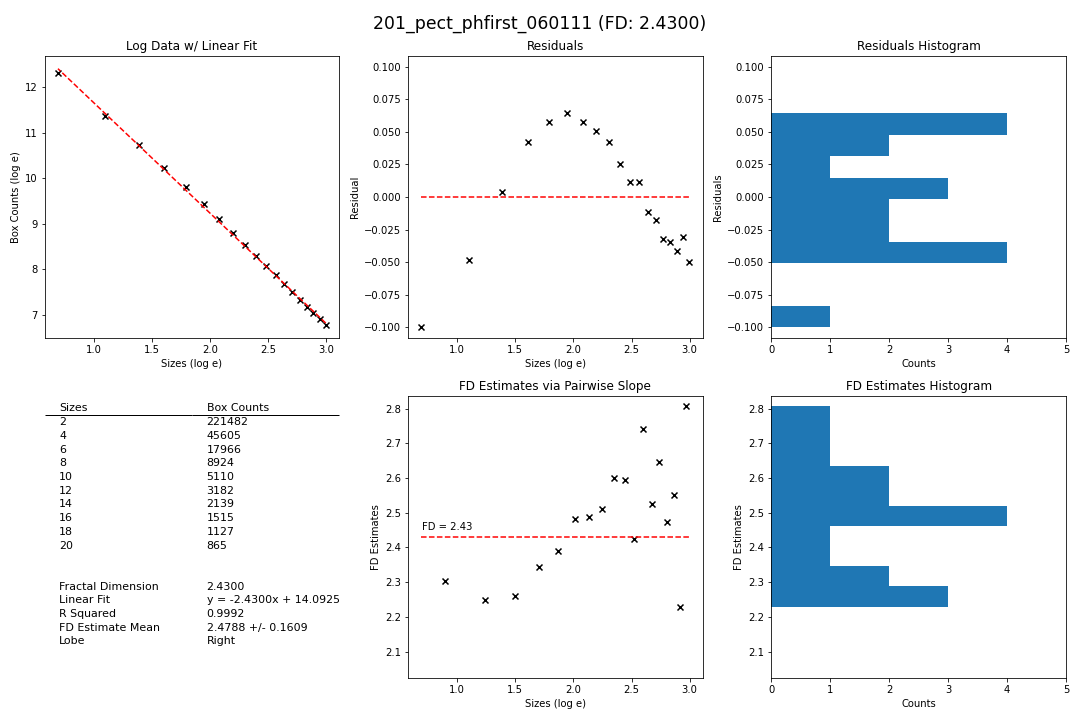 201_pect_phfirst_060111 (FD: 2.4300)
Log Data w/ Linear Fit
Box Counts (log e)
12
11
10
9
8
7
1.0 1.5 2.0 2.5 3.0
Sizes (log e)
Residuals
Residual
0.100
0.075
0.050
0.025
0.000
−0.025
−0.050
−0.075
−0.100
1.0 1.5 2.0 2.5 3.0
Sizes (log e)
Residuals Histogram
Residuals
0.100
0.075
0.050
0.025
0.000
−0.025
−0.050
−0.075
−0.100
0 1 2 3 4 5
Counts
Sizes Box Counts
2 221482
4 45605
6 17966
8 8924
10 5110
12 3182
14 2139
16 1515
18 1127
20 865
Fractal Dimension 2.4300
Linear Fit y = -2.4300x + 14.0925
R Squared 0.9992
FD Estimate Mean 2.4788 +/- 0.1609
Lobe Right
FD Estimates via Pairwise Slope
FD Estimates
2.8
2.7
2.6
2.5
2.4
2.3
2.2
2.1
FD = 2.43
1.0 1.5 2.0 2.5 3.0
Sizes (log e)
FD Estimates Histogram
FD Estimates
2.8
2.7
2.6
2.5
2.4
2.3
2.2
2.1
0 1 2 3 4 5
Counts